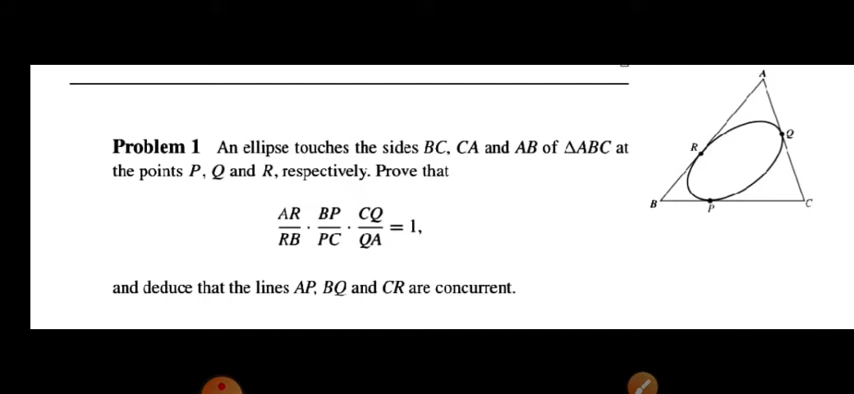 Problem 1 An ellipse touches the sides BC, CA and AB of △ABC at
the points P, Q and R, respectively. Prove that
AR/RB · BP/PC · CQ/QA = 1,
and deduce that the lines AP, BQ and CR are concurrent.
A
Q
R
B
P
C